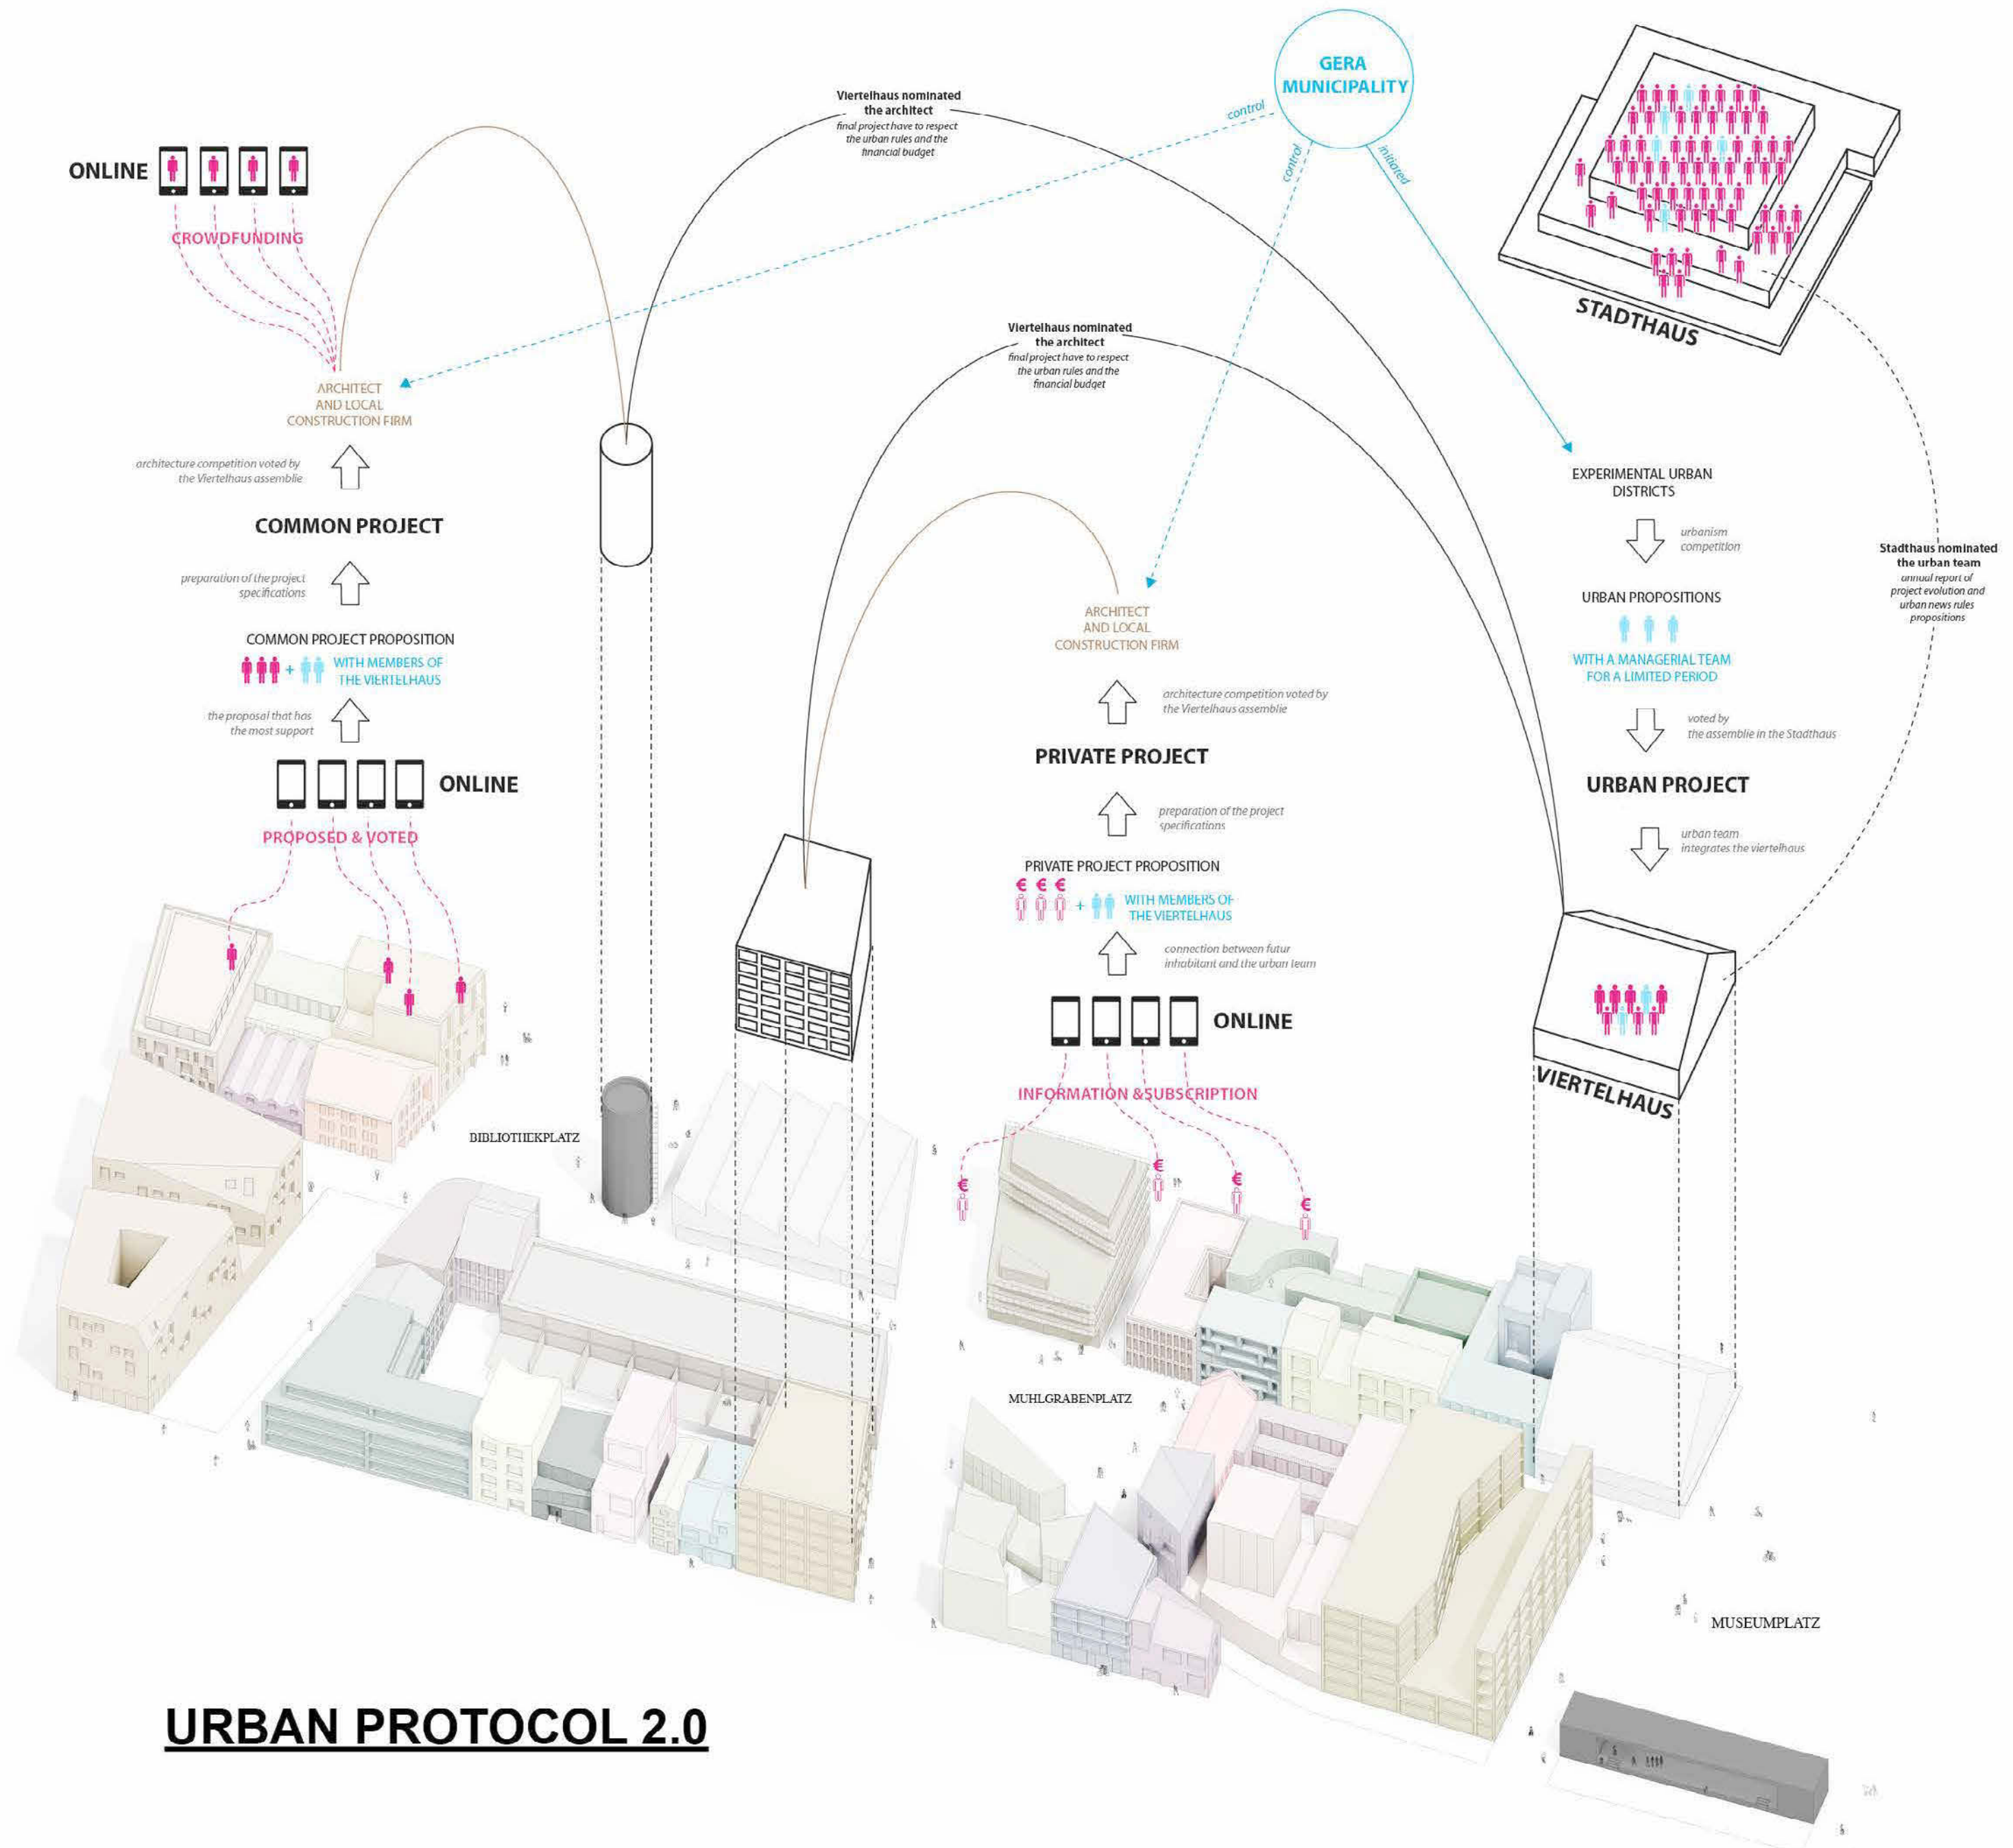 GERA
MUNICIPALITY
control
control
initiated
Viertelhaus nominated
the architect
final project have to respect
the urban rules and the
financial budget
ONLINE
CROWDFUNDING
ARCHITECT
AND LOCAL
CONSTRUCTION FIRM
architecture competition voted by
the Viertelhaus assemblie
COMMON PROJECT
preparation of the project
specifications
COMMON PROJECT PROPOSITION
+ WITH MEMBERS OF
THE VIERTELHAUS
the proposal that has
the most support
ONLINE
PROPOSED & VOTED
BIBLIOTHEKPLATZ
Viertelhaus nominated
the architect
final project have to respect
the urban rules and the
financial budget
ARCHITECT
AND LOCAL
CONSTRUCTION FIRM
architecture competition voted by
the Viertelhaus assemblie
PRIVATE PROJECT
preparation of the project
specifications
PRIVATE PROJECT PROPOSITION
€ € €
+ WITH MEMBERS OF
THE VIERTELHAUS
connection between futur
inhabitant and the urban team
ONLINE
INFORMATION &SUBSCRIPTION
€ € € €
MUHLGRABENPLATZ
STADTHAUS
EXPERIMENTAL URBAN
DISTRICTS
urbanism
competition
URBAN PROPOSITIONS
WITH A MANAGERIAL TEAM
FOR A LIMITED PERIOD
voted by
the assemblie in the Stadthaus
URBAN PROJECT
urban team
integrates the viertelhaus
Stadthaus nominated
the urban team
annual report of
project evolution and
urban news rules
propositions
VIERTELHAUS
MUSEUMPLATZ
URBAN PROTOCOL 2.0